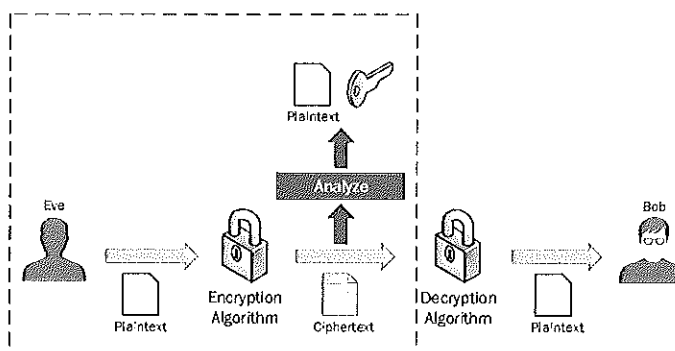 Plaintext
Analyze
Eve
Bob
Plaintext
Encryption
Algorithm
Ciphertext
Decryption
Algorithm
Plaintext